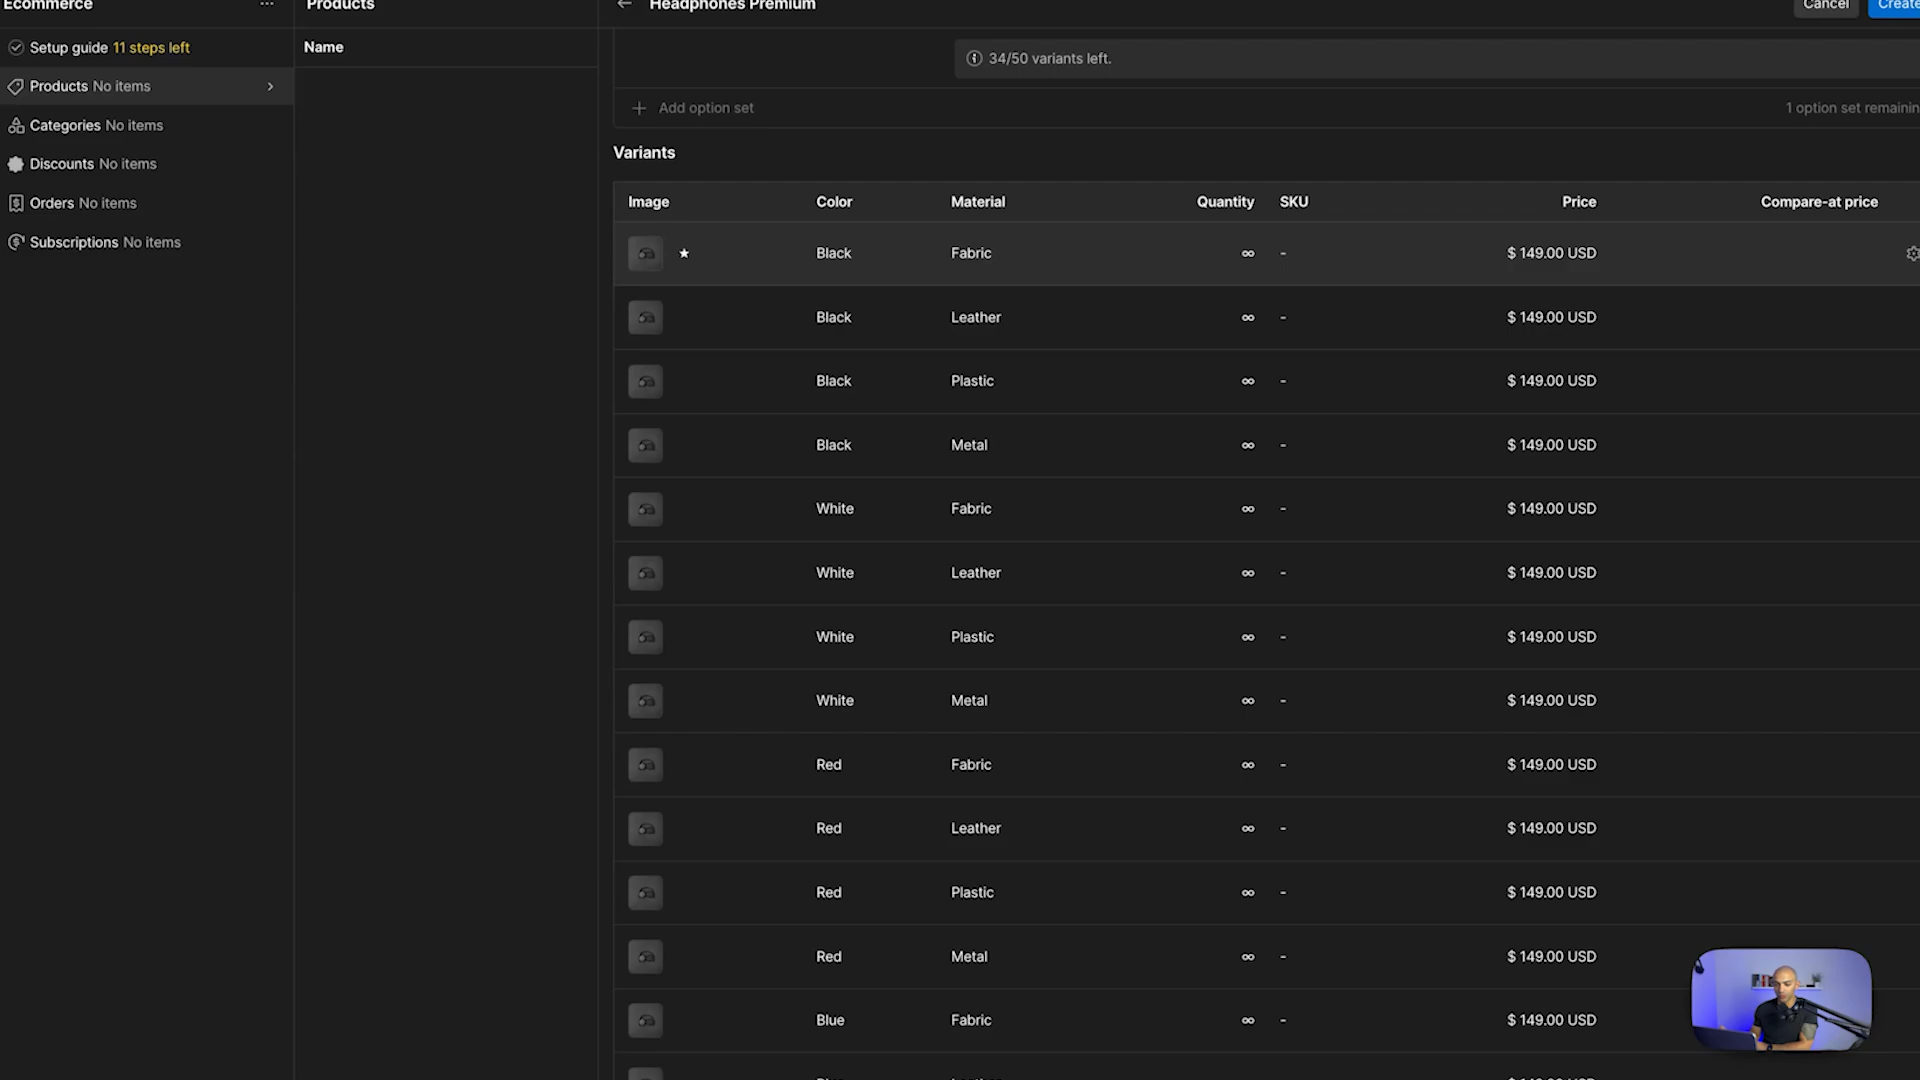 Ecommerce
Products
Headphones Premium
Cancel
Create
Setup guide 11 steps left
Name
34/50 variants left.
Products No items
Add option set
1 option set remainin
Categories No items
Variants
Discounts No items
Orders No items
Subscriptions No items
Image Color Material Quantity SKU Price Compare-at price
Black Fabric ∞ - $ 149.00 USD
Black Leather ∞ - $ 149.00 USD
Black Plastic ∞ - $ 149.00 USD
Black Metal ∞ - $ 149.00 USD
White Fabric ∞ - $ 149.00 USD
White Leather ∞ - $ 149.00 USD
White Plastic ∞ - $ 149.00 USD
White Metal ∞ - $ 149.00 USD
Red Fabric ∞ - $ 149.00 USD
Red Leather ∞ - $ 149.00 USD
Red Plastic ∞ - $ 149.00 USD
Red Metal ∞ - $ 149.00 USD
Blue Fabric ∞ - $ 149.00 USD